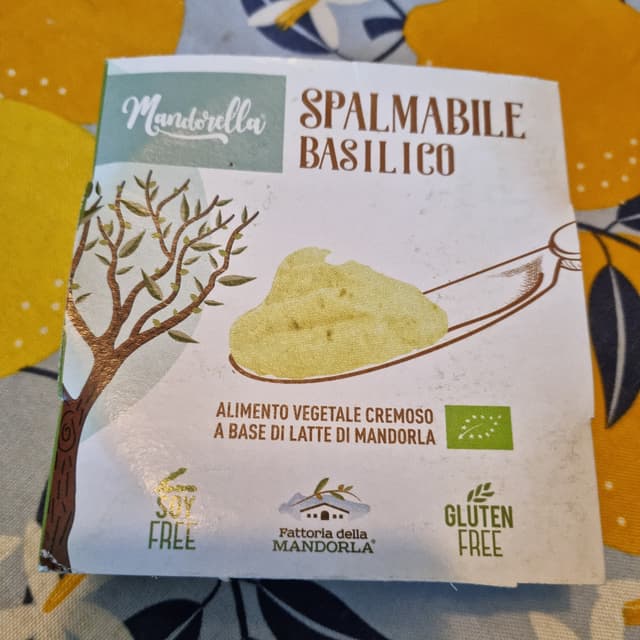 Mandorella
SPALMABILE
BASILICO
ALIMENTO VEGETALE CREMOSO
A BASE DI LATTE DI MANDORLA
SOY
FREE
Fattoria della
MANDORLA®
GLUTEN
FREE